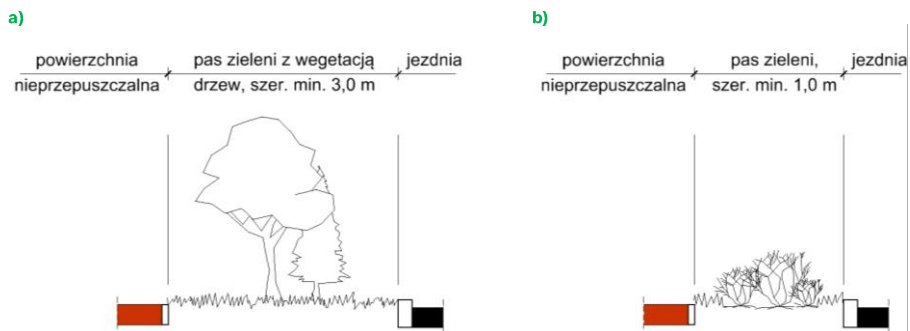 a)
powierzchnia
nieprzepuszczalna
pas zieleni z wegetacją
drzew, szer. min. 3,0 m
jezdnia
b)
powierzchnia
nieprzepuszczalna
pas zieleni,
szer. min. 1,0 m
jezdnia